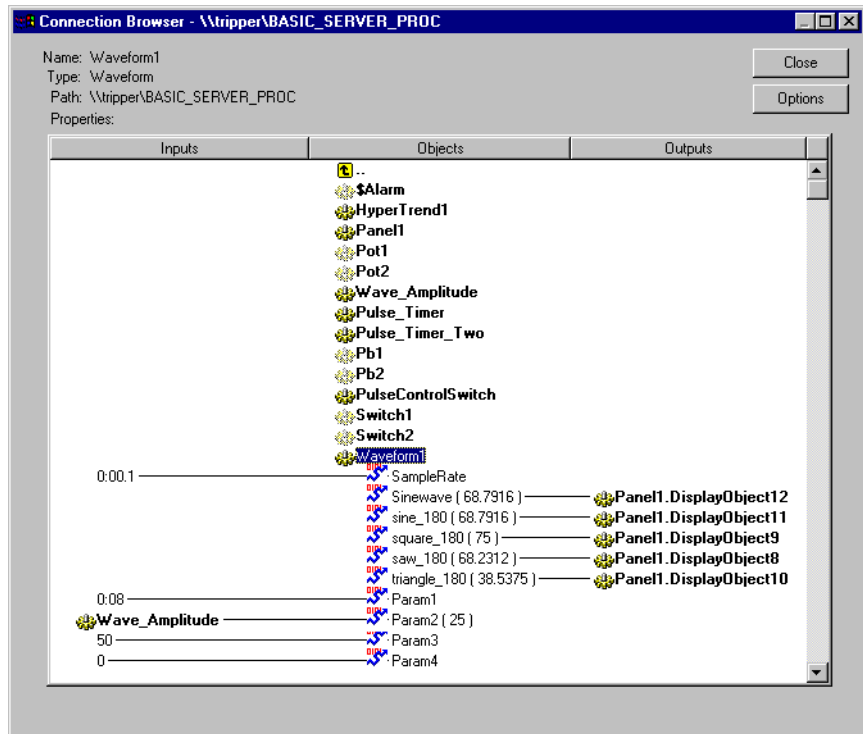 Connection Browser - \\tripper\BASIC_SERVER_PROC
Name: Waveform1
Type: Waveform
Path: \\tripper\BASIC_SERVER_PROC
Properties:
Close
Options
Inputs Objects Outputs
..
$Alarm
HyperTrend1
Panel1
Pot1
Pot2
Wave_Amplitude
Pulse_Timer
Pulse_Timer_Two
Pb1
Pb2
PulseControlSwitch
Switch1
Switch2
Waveform1
0:00.1 SampleRate
Sinewave ( 68.7916 ) Panel1.DisplayObject12
sine_180 ( 68.7916 ) Panel1.DisplayObject11
square_180 ( 75 ) Panel1.DisplayObject9
saw_180 ( 68.2312 ) Panel1.DisplayObject8
triangle_180 ( 38.5375 ) Panel1.DisplayObject10
0:08 Param1
Wave_Amplitude Param2 ( 25 )
50 Param3
0 Param4